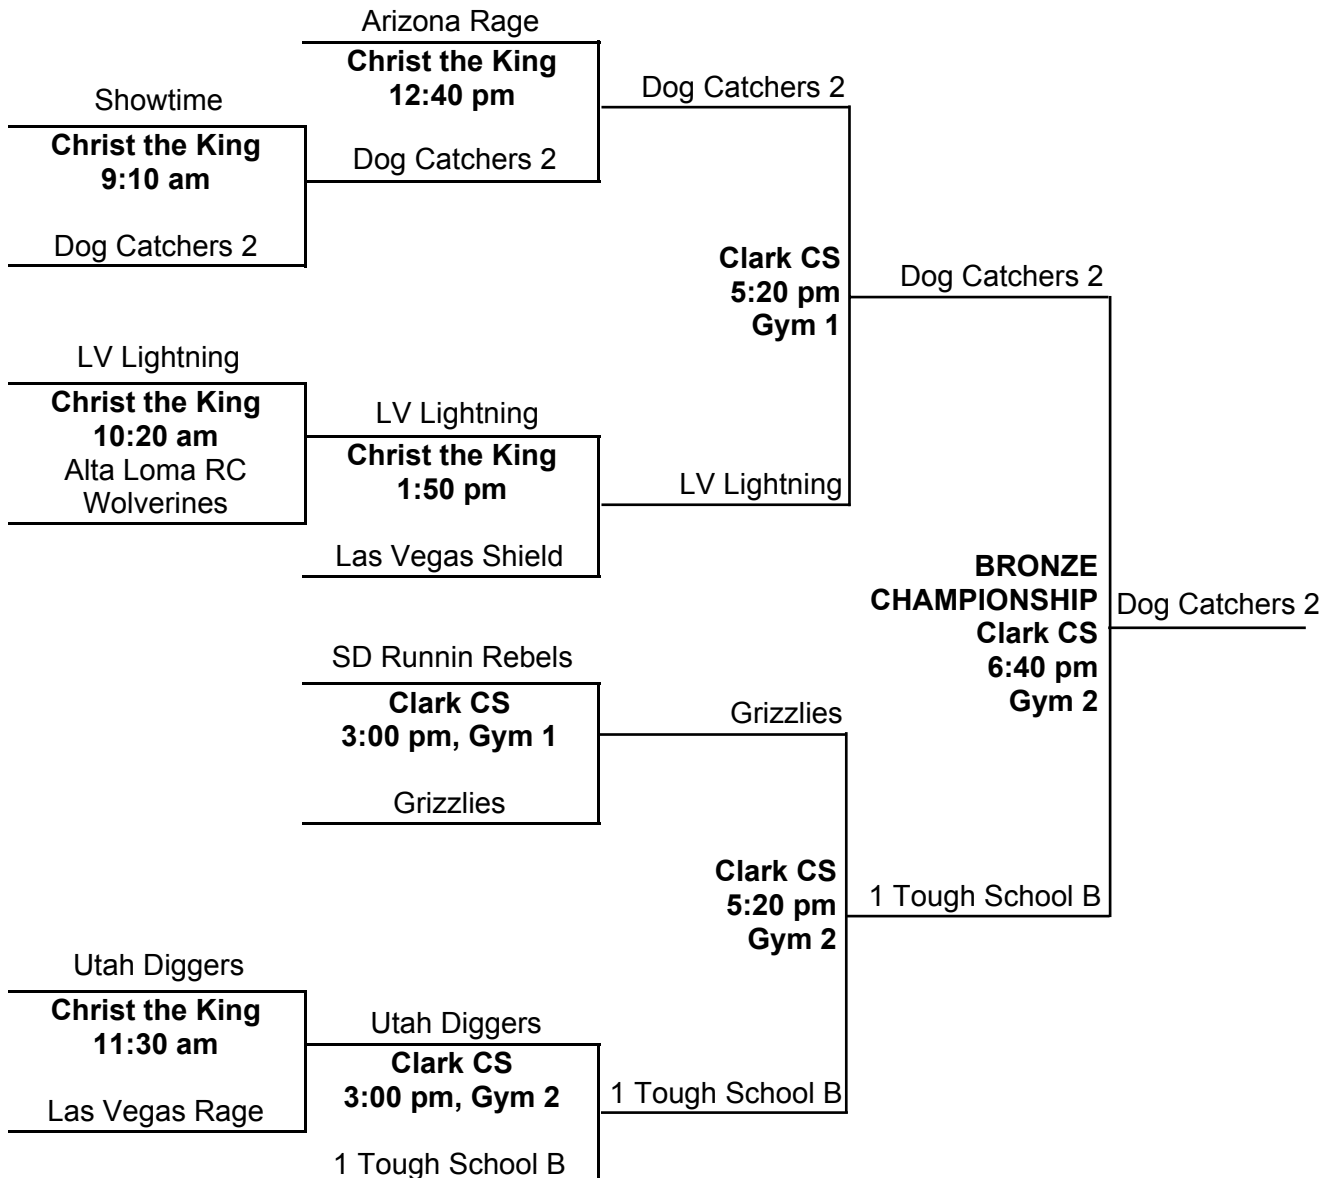 Arizona Rage
Christ the King
12:40 pm
Dog Catchers 2
Showtime
Christ the King
9:10 am
Dog Catchers 2
Dog Catchers 2
Clark CS
5:20 pm
Gym 1
Dog Catchers 2
LV Lightning
Christ the King
10:20 am
Alta Loma RC
Wolverines
LV Lightning
Christ the King
1:50 pm
LV Lightning
Las Vegas Shield
BRONZE
CHAMPIONSHIP
Clark CS
6:40 pm
Gym 2
Dog Catchers 2
SD Runnin Rebels
Clark CS
3:00 pm, Gym 1
Grizzlies
Grizzlies
Clark CS
5:20 pm
Gym 2
1 Tough School B
Utah Diggers
Christ the King
11:30 am
Las Vegas Rage
Utah Diggers
Clark CS
3:00 pm, Gym 2
1 Tough School B
1 Tough School B